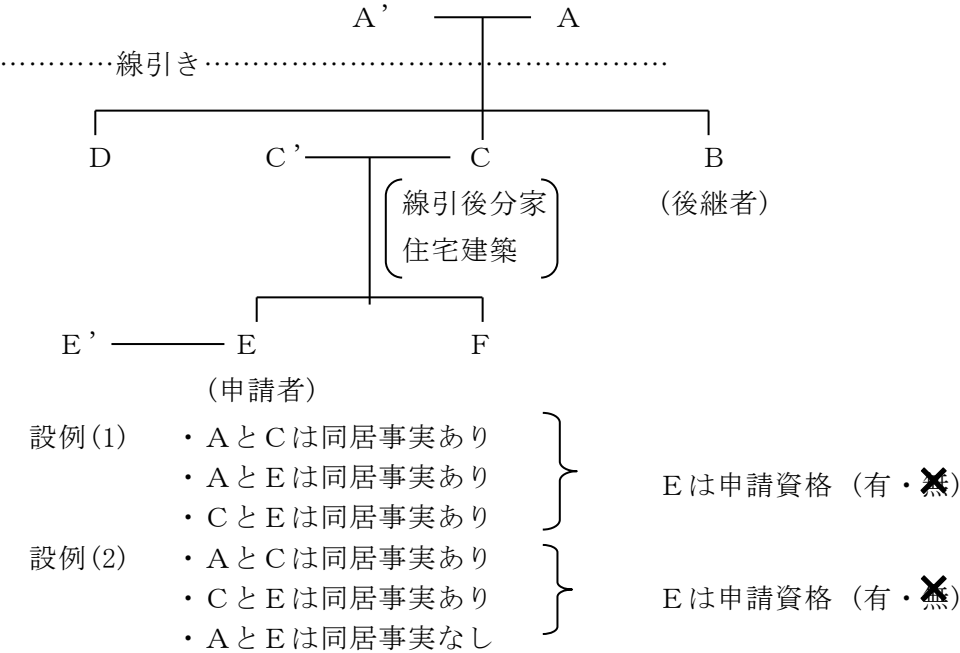 A’ A
…………線引き…………………………………………
D C’ C B
線引後分家 (後継者)
住宅建築
E’ E F
(申請者)
設例(1) ・AとCは同居事実あり
・AとEは同居事実あり Eは申請資格 (有・無)
・CとEは同居事実あり
設例(2) ・AとCは同居事実あり
・CとEは同居事実あり Eは申請資格 (有・無)
・AとEは同居事実なし